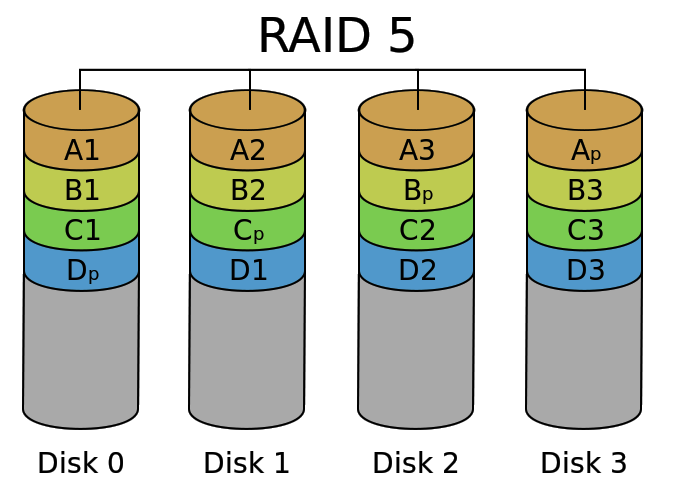 RAID 5
A1 A2 A3 Ap
B1 B2 Bp B3
C1 Cp C2 C3
Dp D1 D2 D3
Disk 0 Disk 1 Disk 2 Disk 3